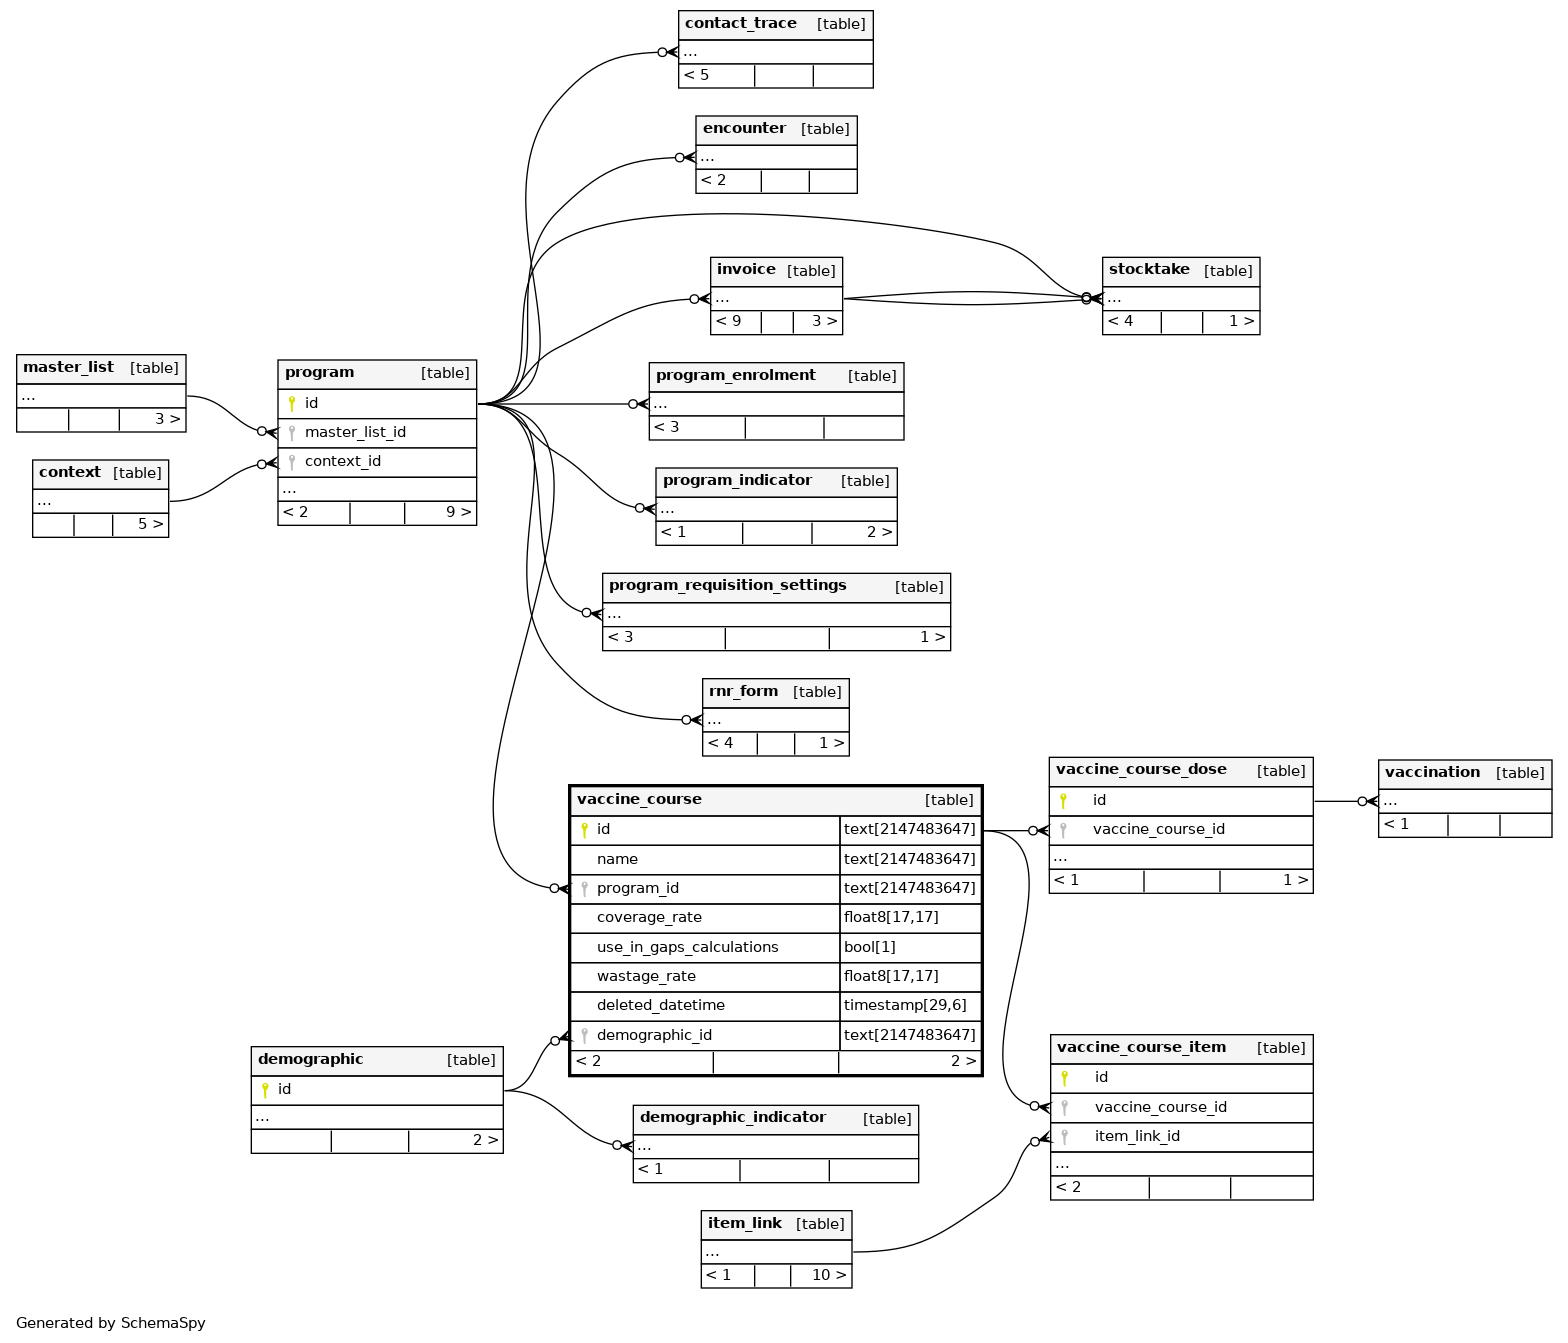 contact_trace [table]
...
< 5
encounter [table]
...
< 2
invoice [table]
...
< 9 3 >
stocktake [table]
...
< 4 1 >
master_list [table]
...
3 >
context [table]
...
5 >
program [table]
id
master_list_id
context_id
...
< 2 9 >
program_enrolment [table]
...
< 3
program_indicator [table]
...
< 1 2 >
program_requisition_settings [table]
...
< 3 1 >
rnr_form [table]
...
< 4 1 >
vaccine_course [table]
id text[2147483647]
name text[2147483647]
program_id text[2147483647]
coverage_rate float8[17,17]
use_in_gaps_calculations bool[1]
wastage_rate float8[17,17]
deleted_datetime timestamp[29,6]
demographic_id text[2147483647]
< 2 2 >
vaccine_course_dose [table]
id
vaccine_course_id
...
< 1 1 >
vaccination [table]
...
< 1
demographic [table]
id
...
2 >
demographic_indicator [table]
...
< 1
vaccine_course_item [table]
id
vaccine_course_id
item_link_id
...
< 2
item_link [table]
...
< 1 10 >
Generated by SchemaSpy